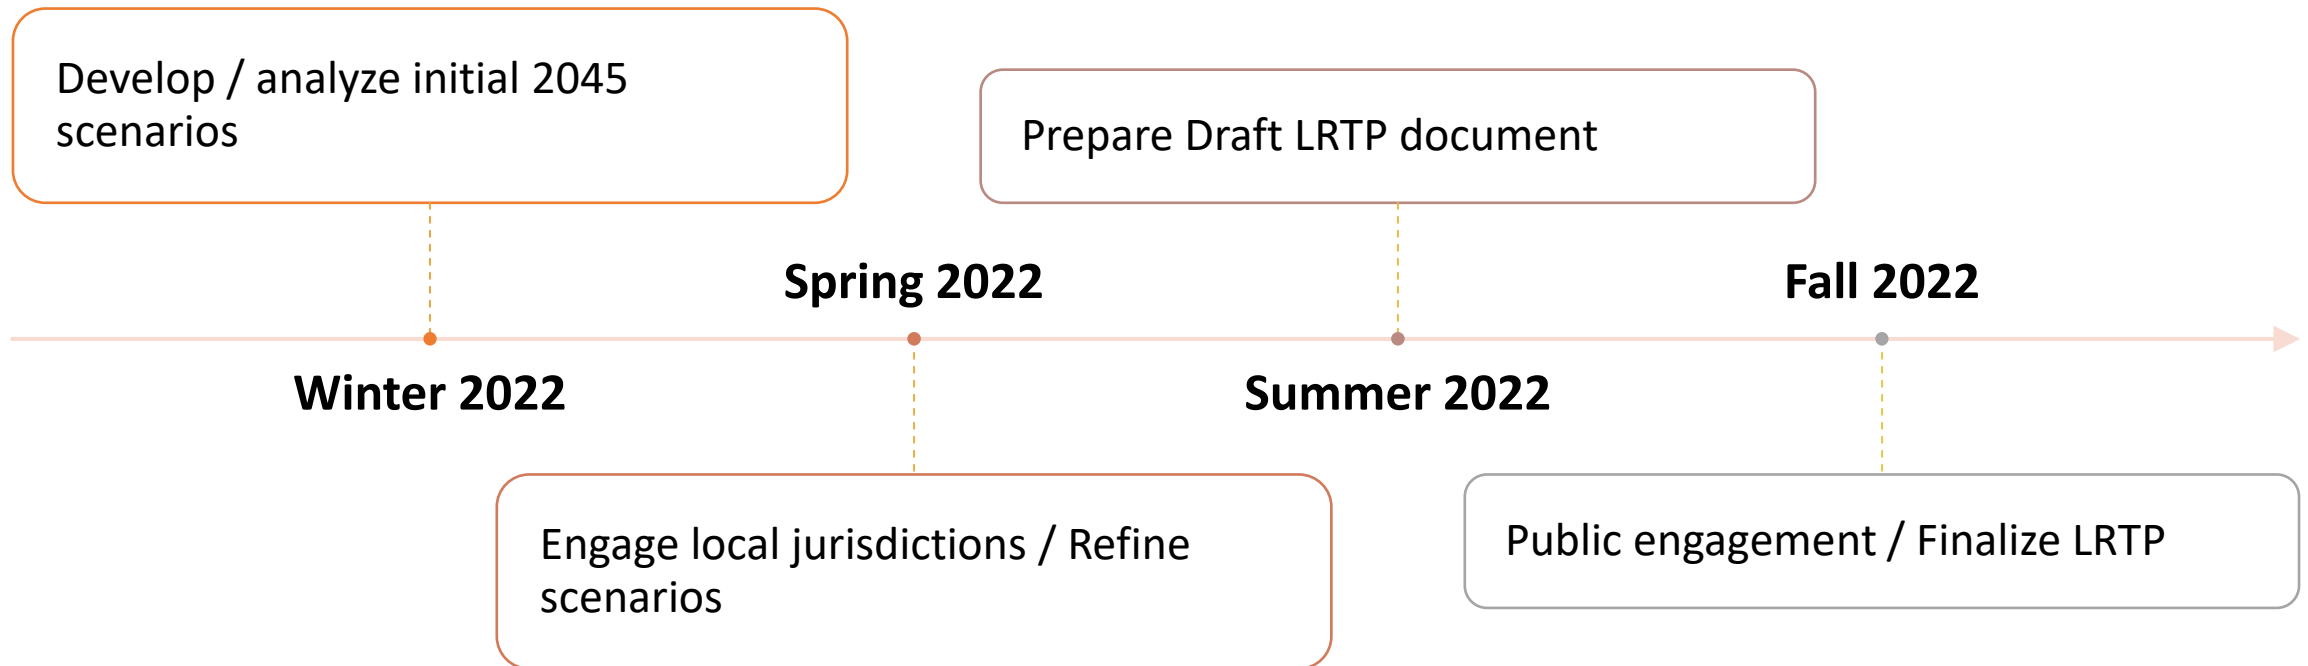 Develop / analyze initial 2045
scenarios
Prepare Draft LRTP document
Spring 2022
Fall 2022
Winter 2022
Summer 2022
Engage local jurisdictions / Refine
scenarios
Public engagement / Finalize LRTP